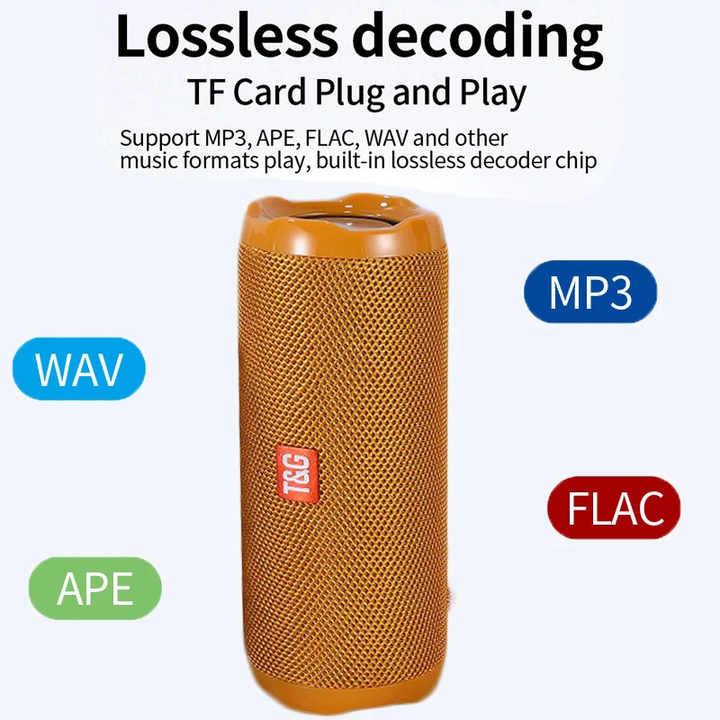 Lossless decoding
TF Card Plug and Play
Support MP3, APE, FLAC, WAV and other
music formats play, built-in lossless decoder chip
MP3
WAV
T&G
FLAC
APE